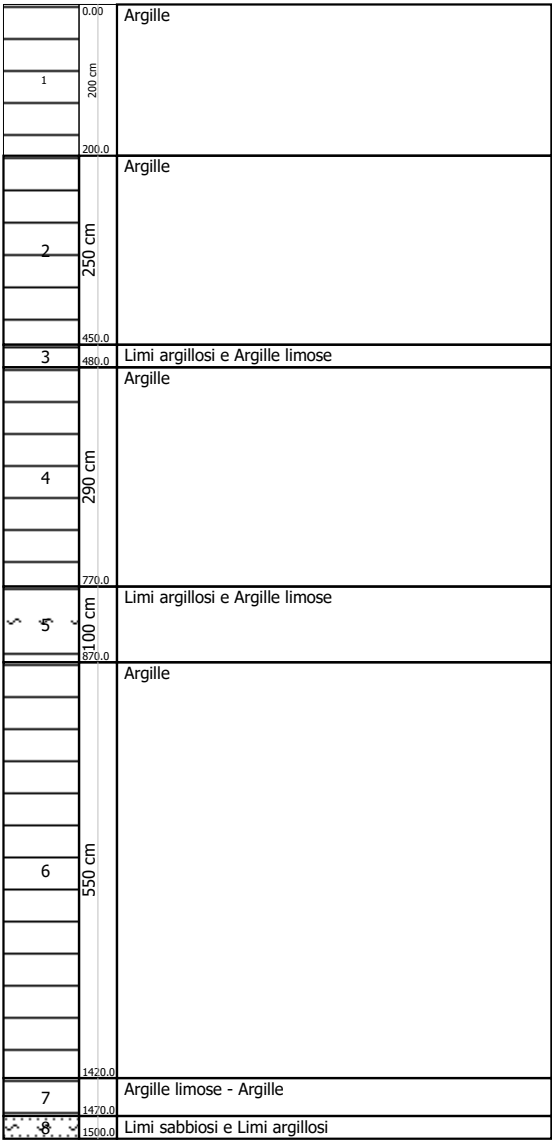 0.00
Argille
1
200 cm
200.0
Argille
2
250 cm
450.0
3
480.0
Limi argillosi e Argille limose
Argille
4
290 cm
770.0
Limi argillosi e Argille limose
5
100 cm
870.0
Argille
6
550 cm
1420.0
Argille limose - Argille
7
1470.0
8
1500.0
Limi sabbiosi e Limi argillosi